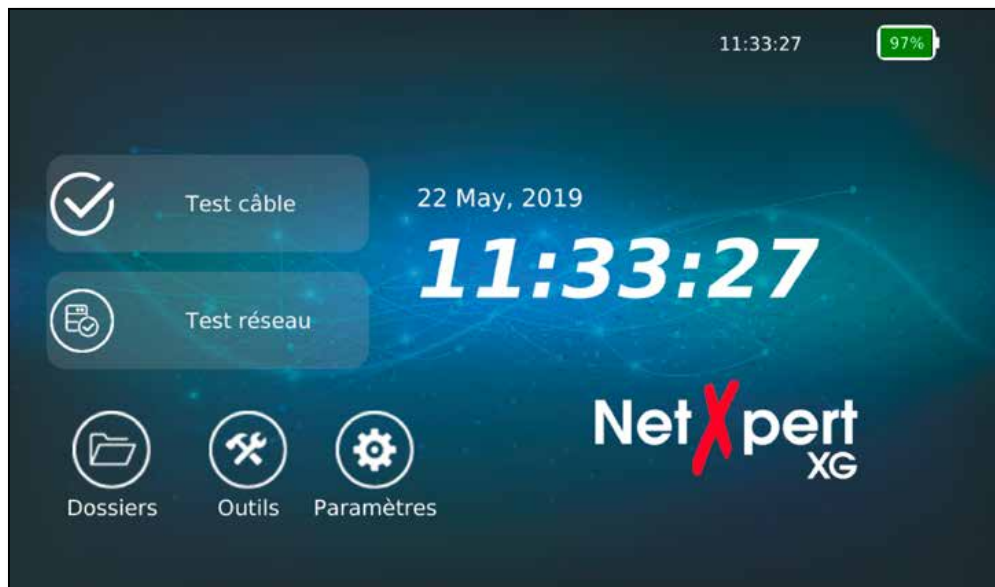 11:33:27
97%
Test câble
22 May, 2019
11:33:27
Test réseau
NetXpert
XG
Dossiers
Outils
Paramètres